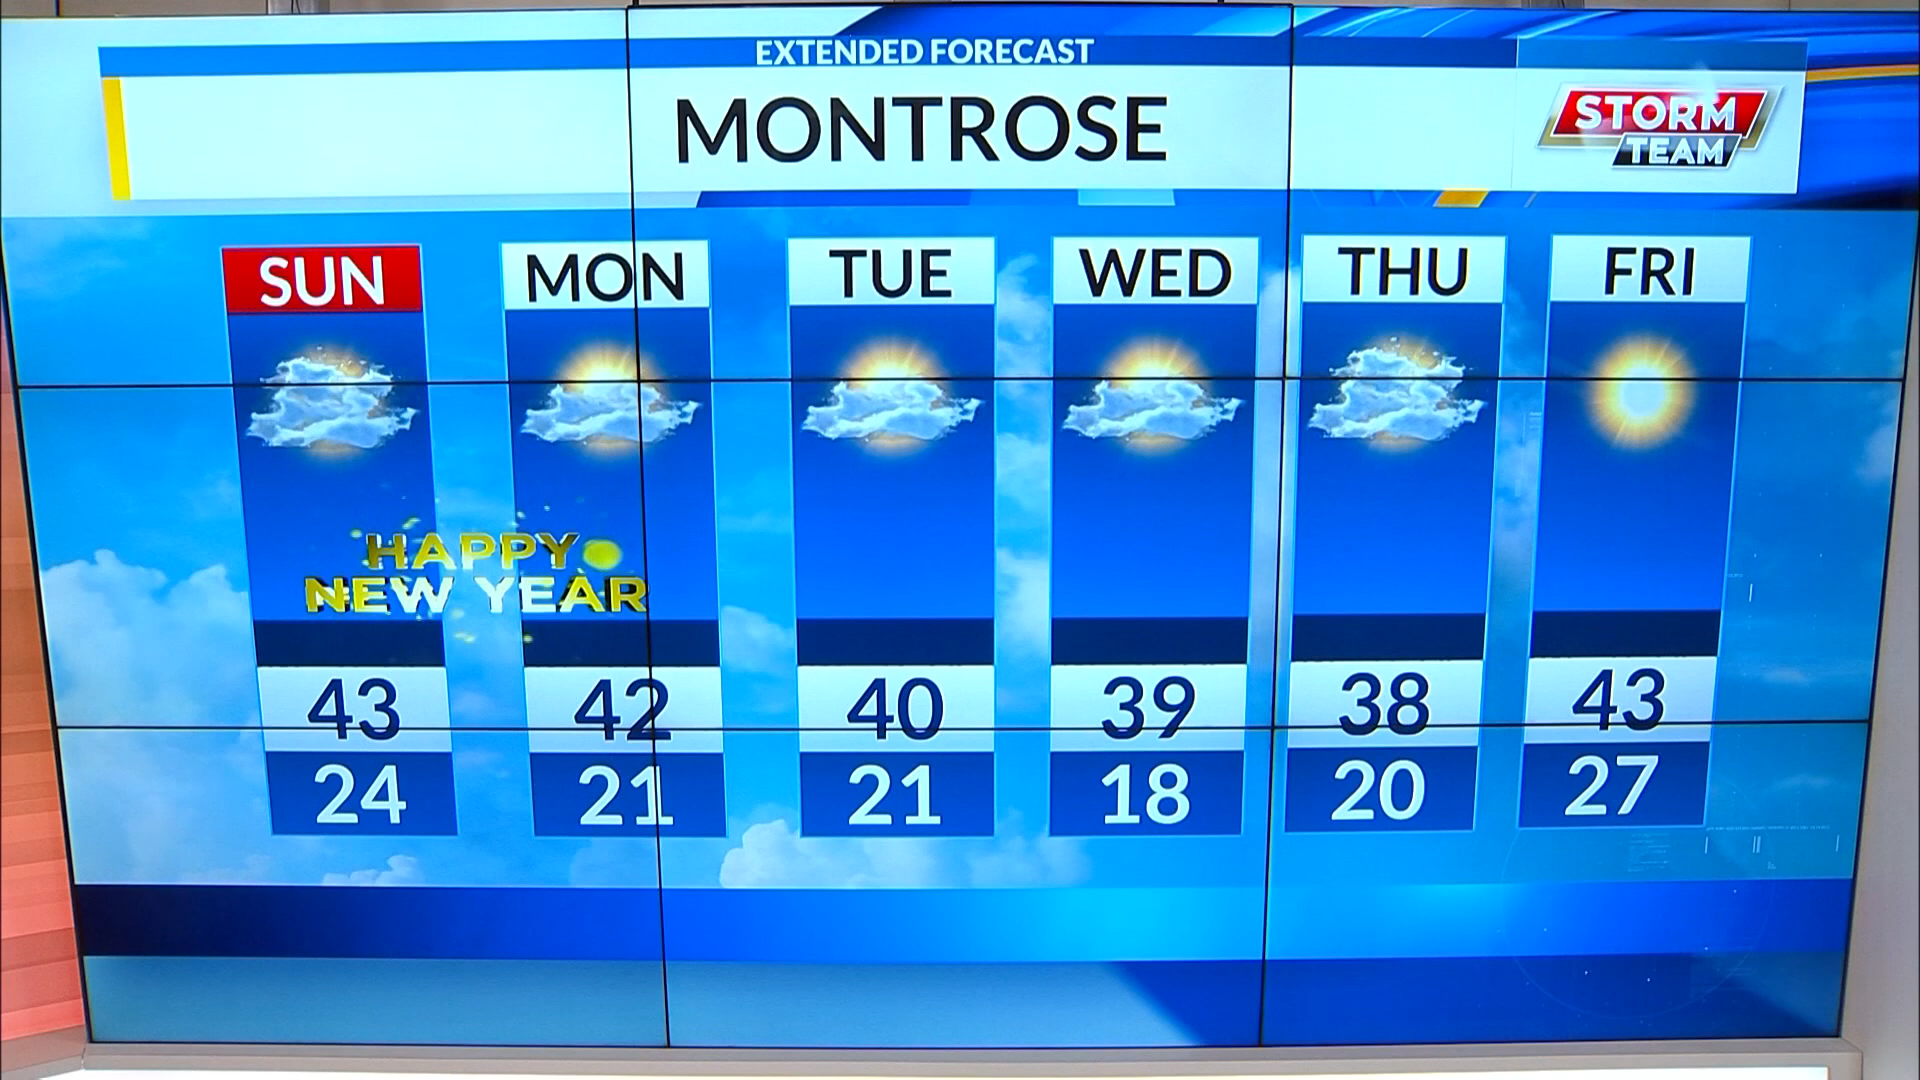 EXTENDED FORECAST
MONTROSE
STORM
TEAM
SUN MON TUE WED THU FRI
HAPPY
NEW YEAR
43 42 40 39 38 43
24 21 21 18 20 27